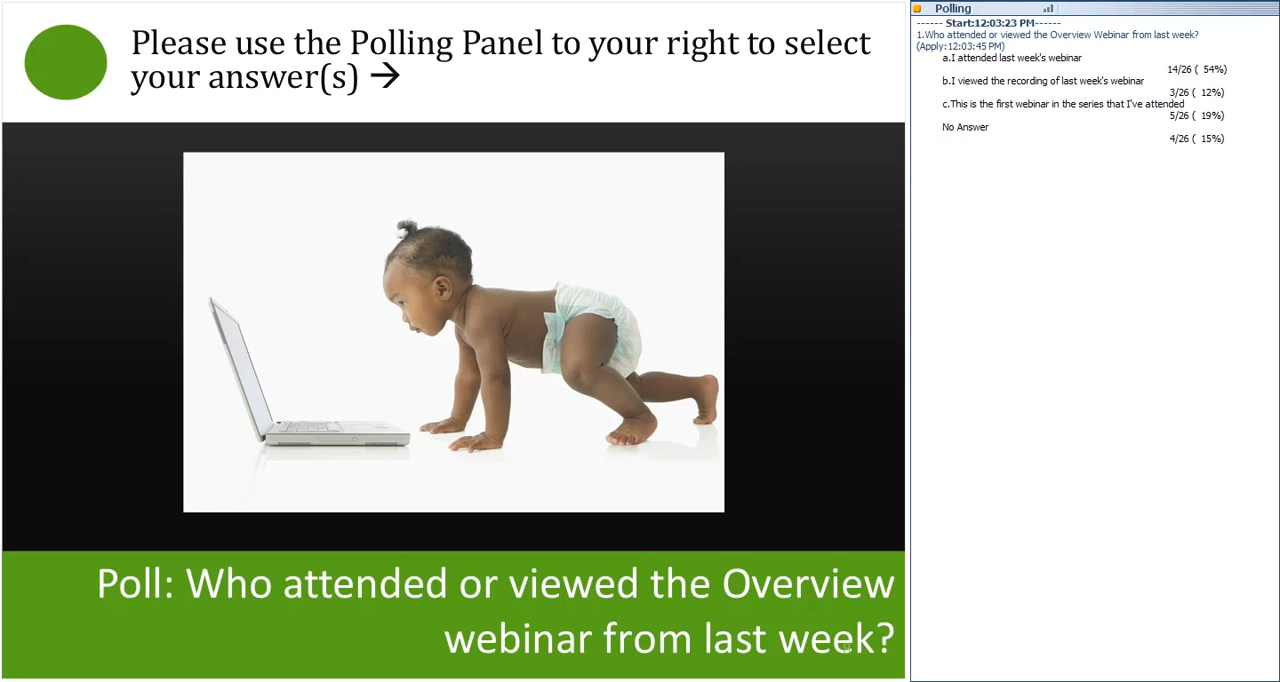 Please use the Polling Panel to your right to select
your answer(s) →
Poll: Who attended or viewed the Overview
webinar from last week?
Polling
------ Start:12:03:23 PM------
1.Who attended or viewed the Overview Webinar from last week?
(Apply:12:03:45 PM)
a.I attended last week's webinar
14/26 ( 54%)
b.I viewed the recording of last week's webinar
3/26 ( 12%)
c.This is the first webinar in the series that I've attended
5/26 ( 19%)
No Answer
4/26 ( 15%)